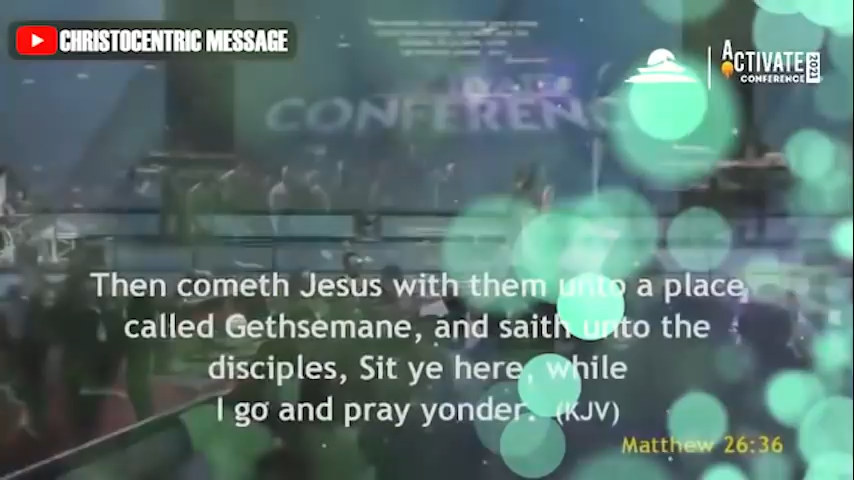 CHRISTOCENTRIC MESSAGE
ACTIVATE
CONFERENCE 2021
CONFERENC
Then cometh Jesus with them unto a place
called Gethsemane, and saith unto the
disciples, Sit ye here, while
I go and pray yonder. (KJV)
Matthew 26:36